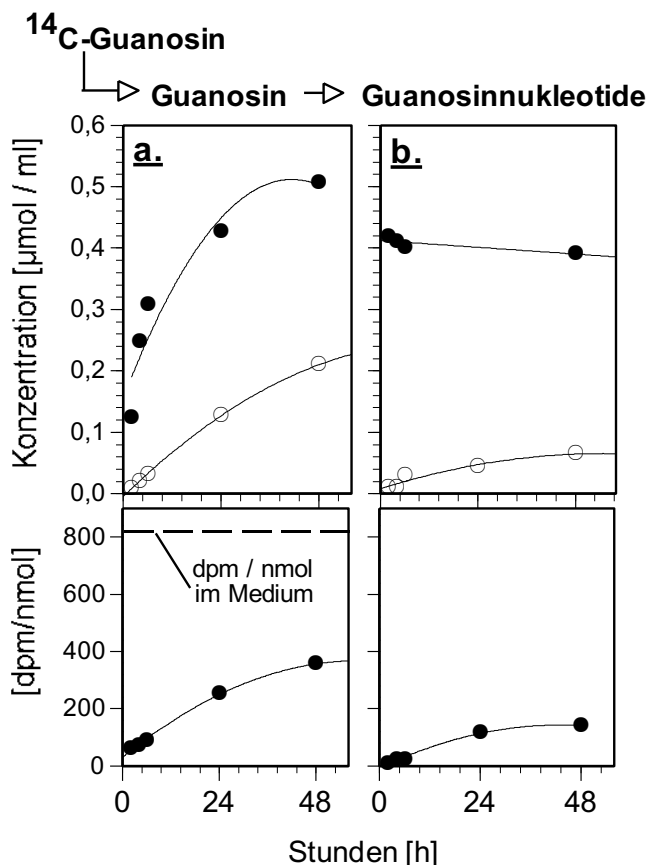 ¹⁴C-Guanosin
Guanosin
Guanosinnukleotide
a.
b.
Konzentration [µmol / ml]
0,6
0,5
0,4
0,3
0,2
0,1
0,0
[dpm/nmol]
800
600
400
200
0
dpm / nmol
im Medium
0 24 48
0 24 48
Stunden [h]